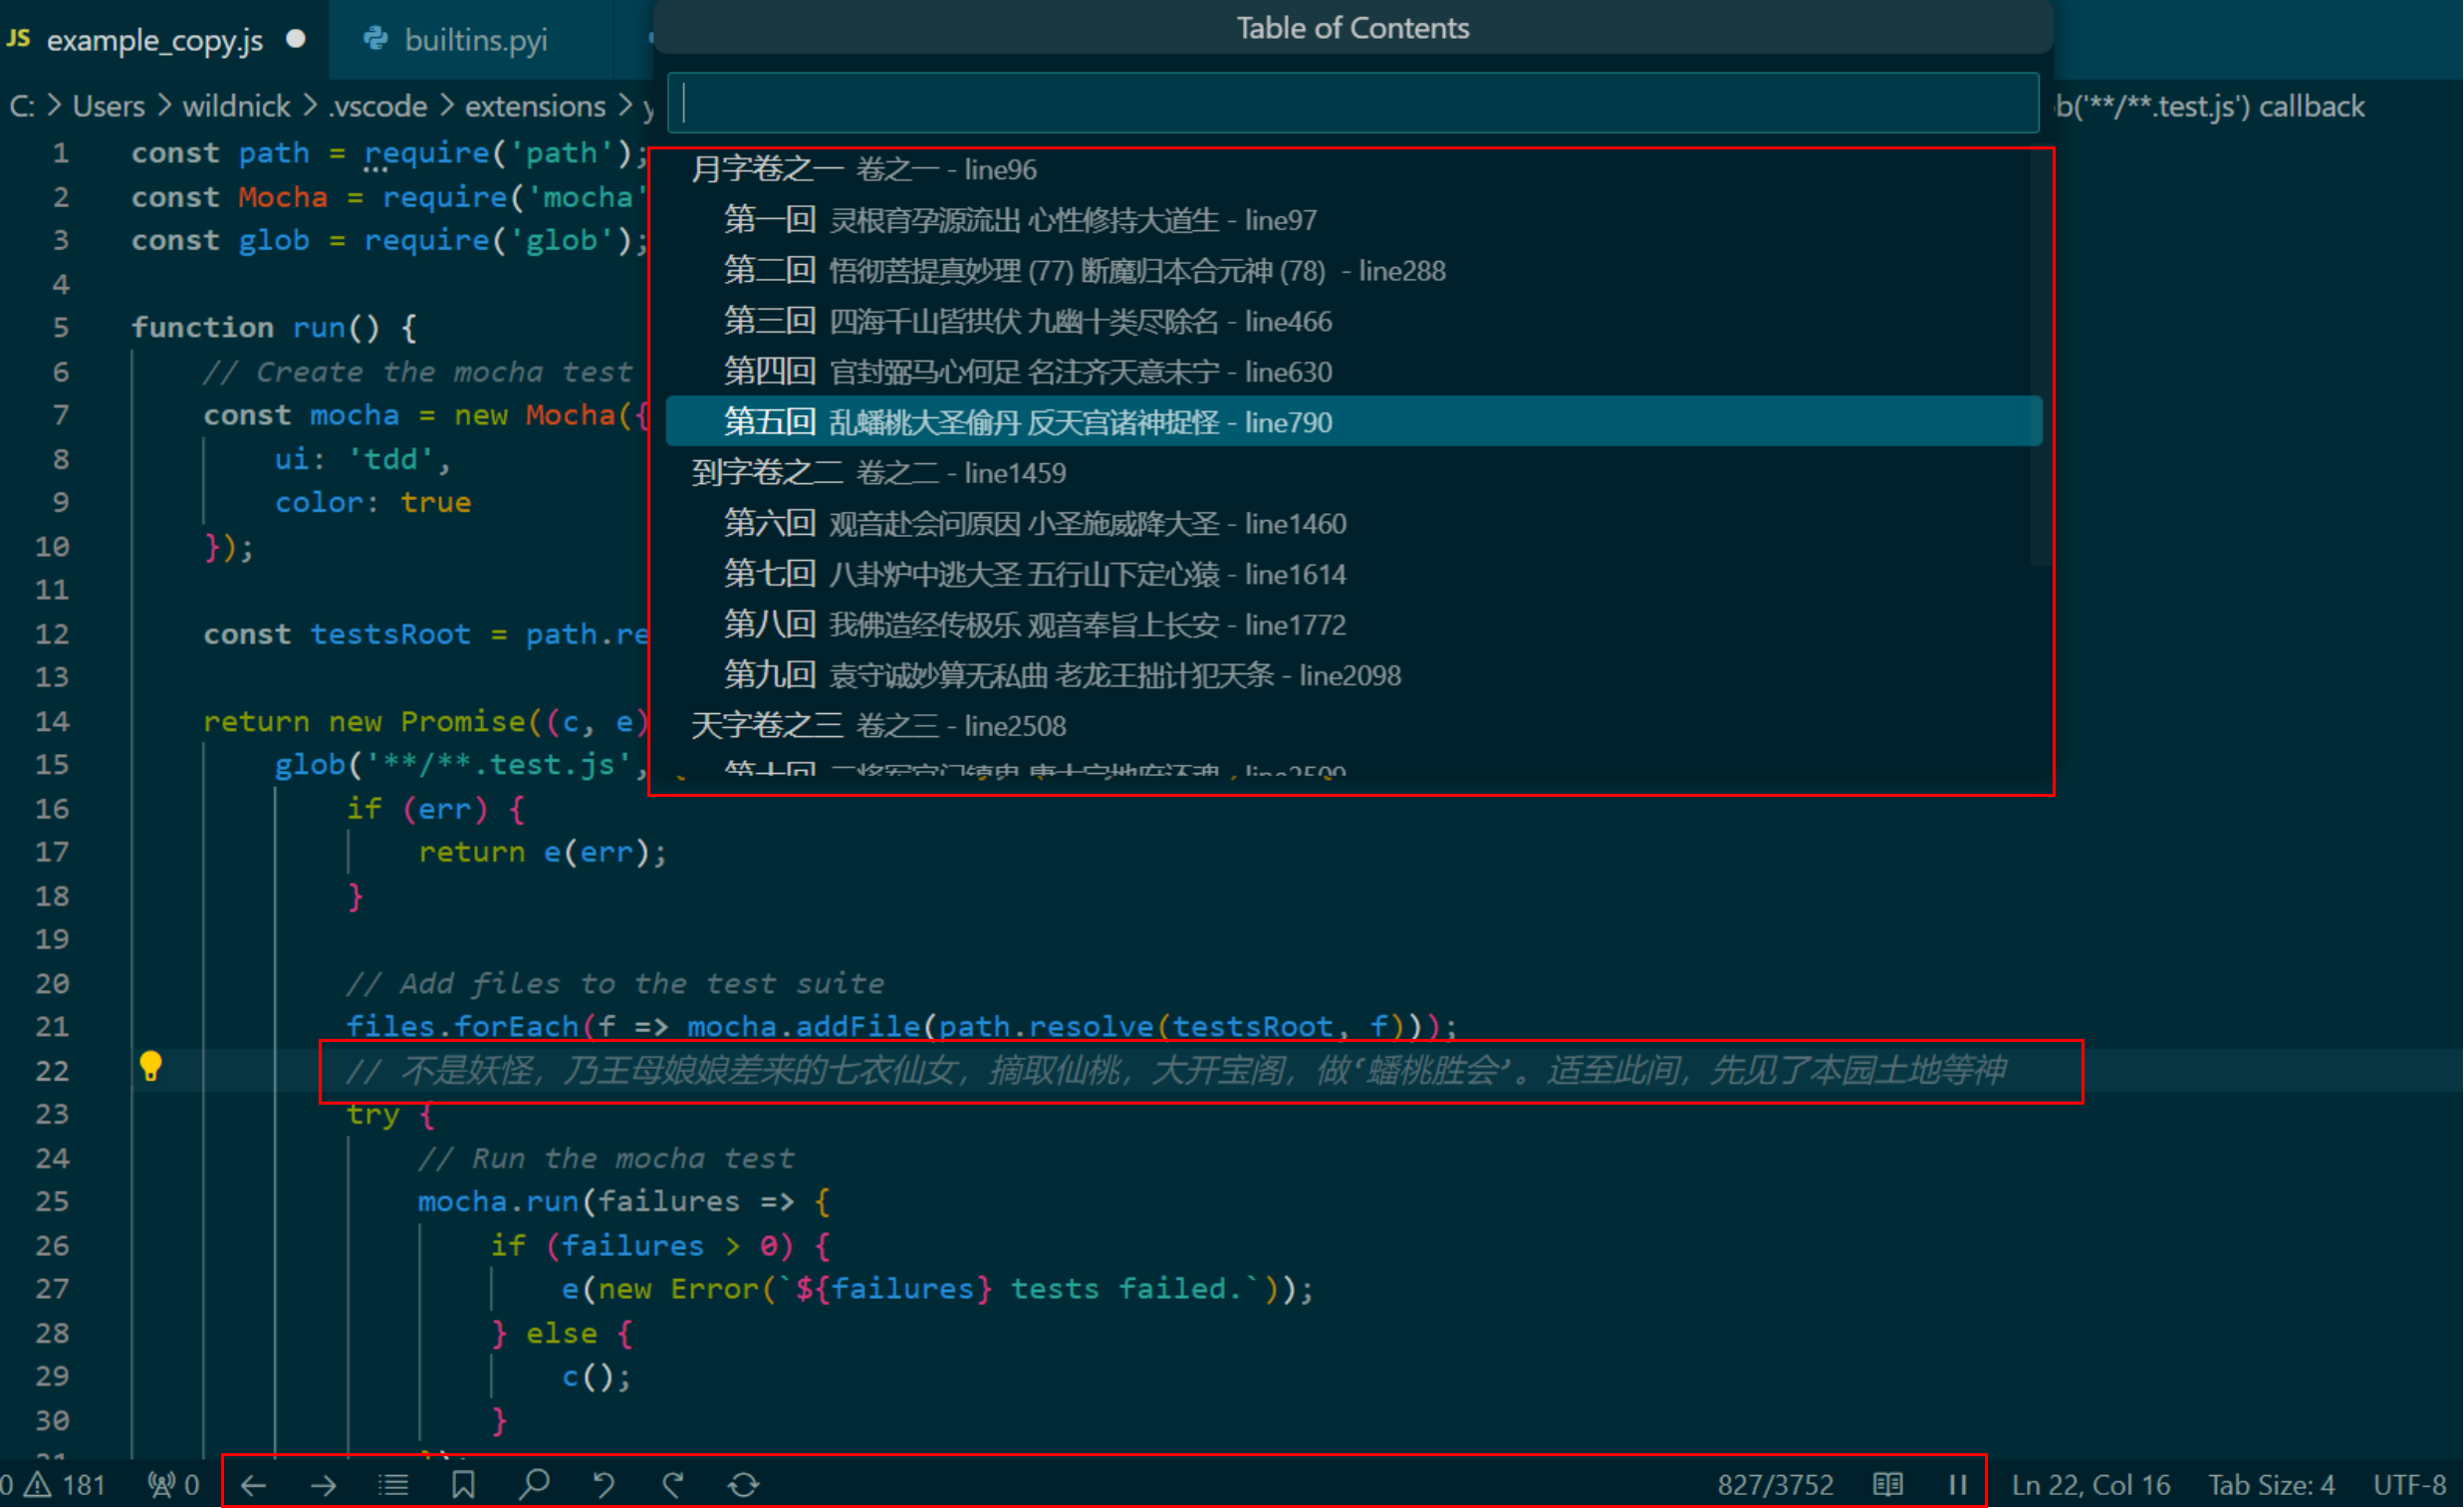 JS example_copy.js ● builtins.pyi
Table of Contents
C: > Users > wildnick > .vscode > extensions > y
b('**/**.test.js') callback
月字卷之一 卷之一 - line96
第一回 灵根育孕源流出 心性修持大道生 - line97
第二回 悟彻菩提真妙理 (77) 断魔归本合元神 (78) - line288
第三回 四海千山皆拱伏 九幽十类尽除名 - line466
第四回 官封弼马心何足 名注齐天意未宁 - line630
第五回 乱蟠桃大圣偷丹 反天宫诸神捉怪 - line790
到字卷之二 卷之二 - line1459
第六回 观音赴会问原因 小圣施威降大圣 - line1460
第七回 八卦炉中逃大圣 五行山下定心猿 - line1614
第八回 我佛造经传极乐 观音奉旨上长安 - line1772
第九回 袁守诚妙算无私曲 老龙王拙计犯天条 - line2098
天字卷之三 卷之三 - line2508
第十回 二将军宫门镇鬼 唐太宗地府还魂 - line2509
1 const path = require('path');
2 const Mocha = require('mocha'
3 const glob = require('glob');
4
5 function run() {
6 // Create the mocha test
7 const mocha = new Mocha({
8 ui: 'tdd',
9 color: true
10 });
11
12 const testsRoot = path.re
13
14 return new Promise((c, e)
15 glob('**/**.test.js',
16 if (err) {
17 return e(err);
18 }
19
20 // Add files to the test suite
21 files.forEach(f => mocha.addFile(path.resolve(testsRoot, f)));
22 // 不是妖怪，乃王母娘娘差来的七衣仙女，摘取仙桃，大开宝阁，做‘蟠桃胜会’。适至此间，先见了本园土地等神
23 try {
24 // Run the mocha test
25 mocha.run(failures => {
26 if (failures > 0) {
27 e(new Error(`${failures} tests failed.`));
28 } else {
29 c();
30 }
0 181 0 827/3752 Ln 22, Col 16 Tab Size: 4 UTF-8